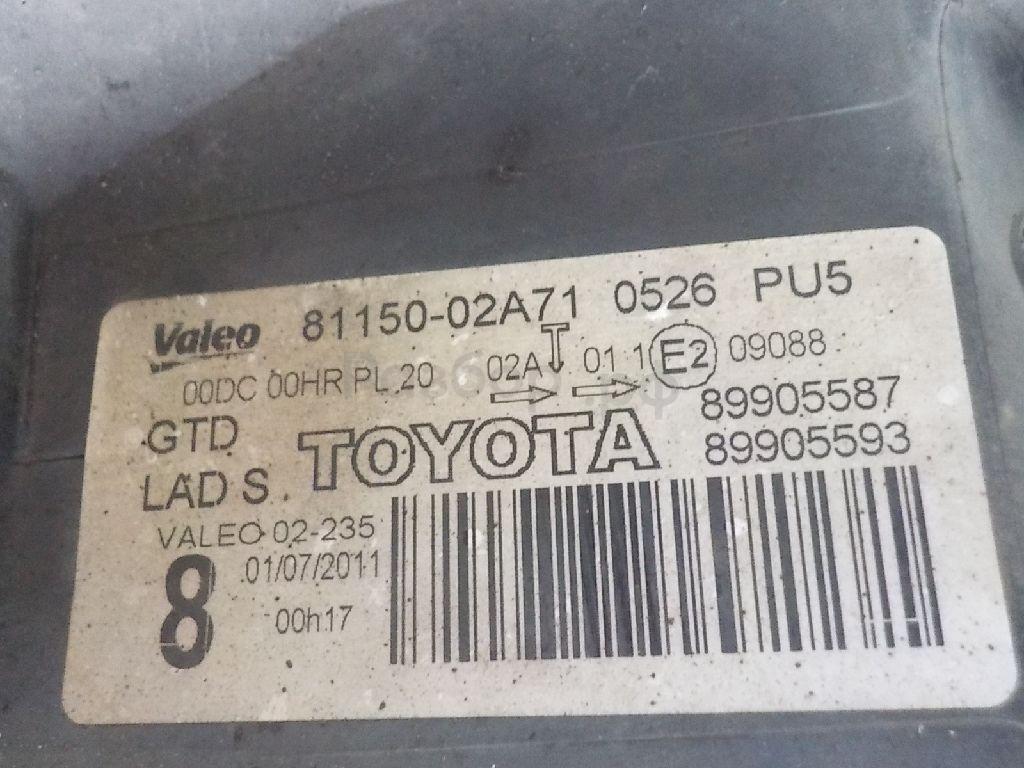 Valeo 81150-02A71 0526 PU5
00DC 00HR PL 20 02A 01 1 E2 09088
GTD TOYOTA 89905587
LAD S. 89905593
VALEO 02-235
8 01/07/2011
00h17